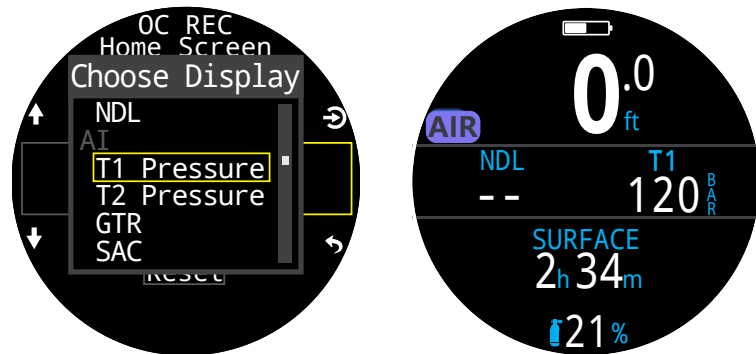 OC REC
Home Screen
Choose Display
NDL
AI
T1 Pressure
T2 Pressure
GTR
SAC
Reset
0.0
ft
AIR
NDL
T1
--
120 BAR
SURFACE
2h 34m
21%